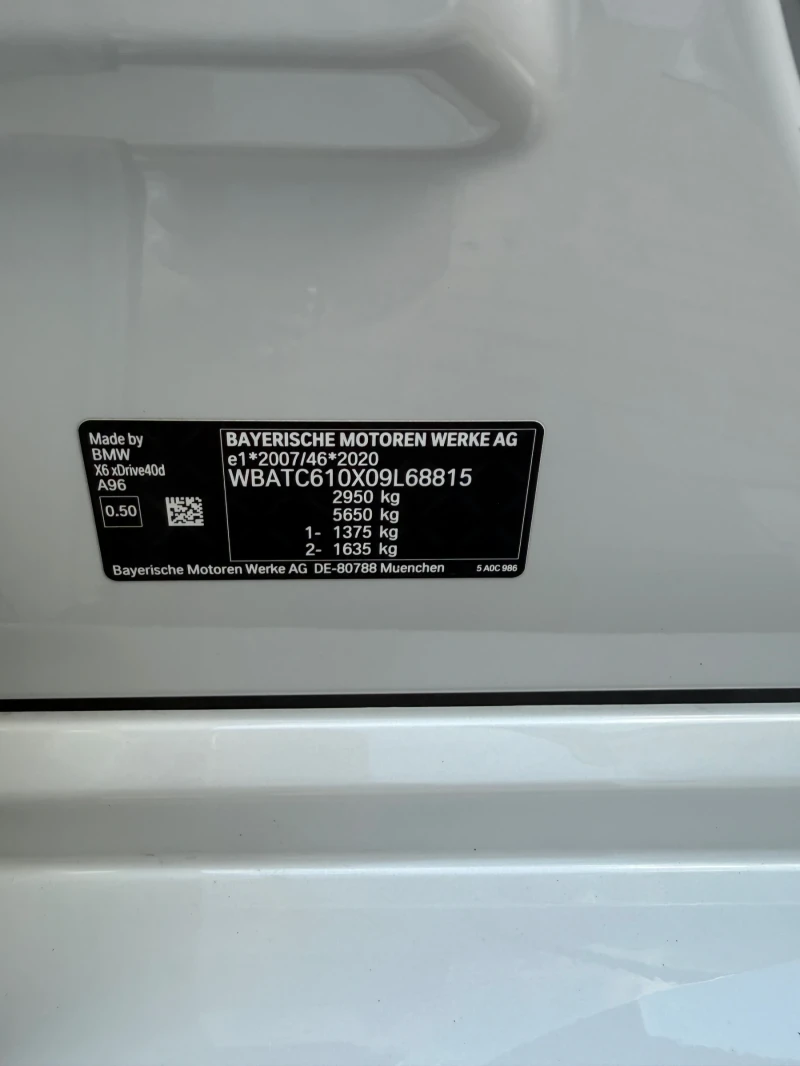 Made by
BMW
X6 xDrive40d
A96
0.50
BAYERISCHE MOTOREN WERKE AG
e1*2007/46*2020
WBATC610X09L68815
2950 kg
5650 kg
1- 1375 kg
2- 1635 kg
Bayerische Motoren Werke AG DE-80788 Muenchen
5 A0C 986